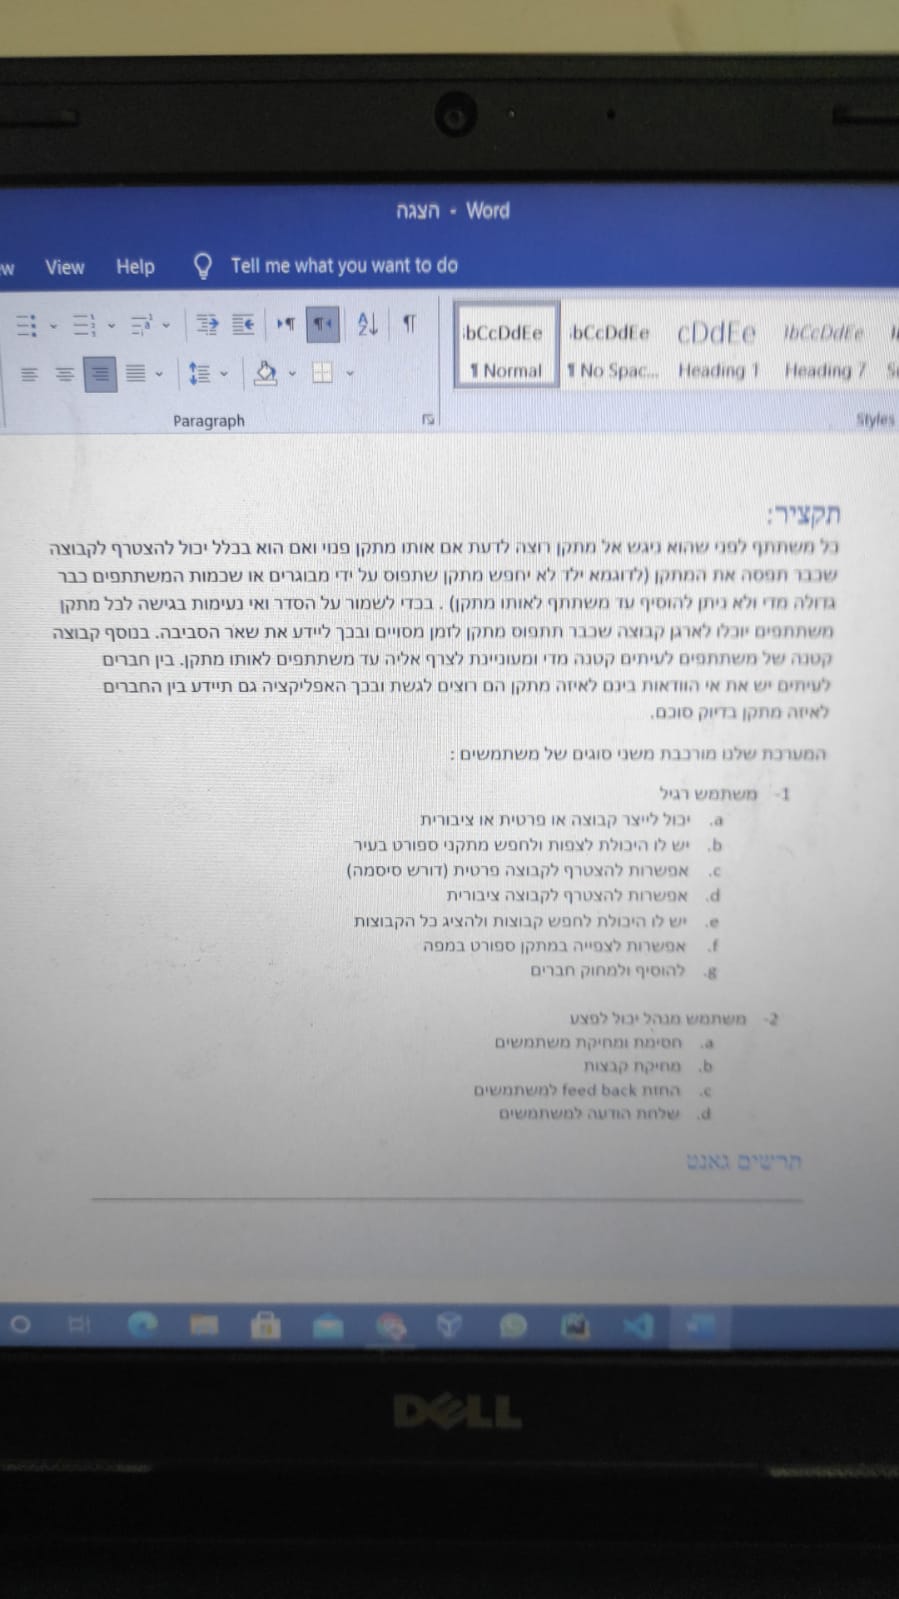 הצגה - Word
View Help Tell me what you want to do
bCcDdEe bCcDdEe cDdEe bCcDdEe
¶ Normal ¶ No Spac... Heading 1 Heading 7
Paragraph Styles
תקציר:
כל משתתף לפני שהוא ניגש אל מתקן רוצה לדעת אם אותו מתקן פנוי ואם הוא בכלל יכול להצטרף לקבוצה
שכבר תפסה את המתקן (לדוגמא ילד לא יחפש מתקן שתפוס על ידי מבוגרים או שכמות המשתתפים כבר
גדולה מדי ולא ניתן להוסיף עד משתתף לאותו מתקן) . בכדי לשמור על הסדר ואי נעימות בגישה לכל מתקן
משתתפים יוכלו לארגן קבוצה שכבר תתפוס מתקן לזמן מסויים ובכך ליידע את שאר הסביבה. בנוסף קבוצה
קטנה של משתתפים לעיתים קטנה מדי ומעוניינת לצרף אליה עד משתתפים לאותו מתקן. בין חברים
לעיתים יש את אי הוודאות בינם לאיזה מתקן הם רוצים לגשת ובכך האפליקציה גם תיידע בין החברים
לאיזה מתקן בדיוק סוכם.
המערכת שלנו מורכבת משני סוגים של משתמשים :
1- משתמש רגיל
a. יכול לייצר קבוצה או פרטית או ציבורית
b. יש לו היכולת לצפות ולחפש מתקני ספורט בעיר
c. אפשרות להצטרף לקבוצה פרטית (דורש סיסמה)
d. אפשרות להצטרף לקבוצה ציבורית
e. יש לו היכולת לחפש קבוצות ולהציג כל הקבוצות
f. אפשרות לצפייה במתקן ספורט במפה
g. להוסיף ולמחוק חברים
2- משתמש מנהל יכול לפצע
a. חסימת ומחיקת משתמשים
b. מחיקת קבצות
c. החזת feed back למשתמשים
d. שלחת הודעה למשתמשים
תרשים גאנט
DELL